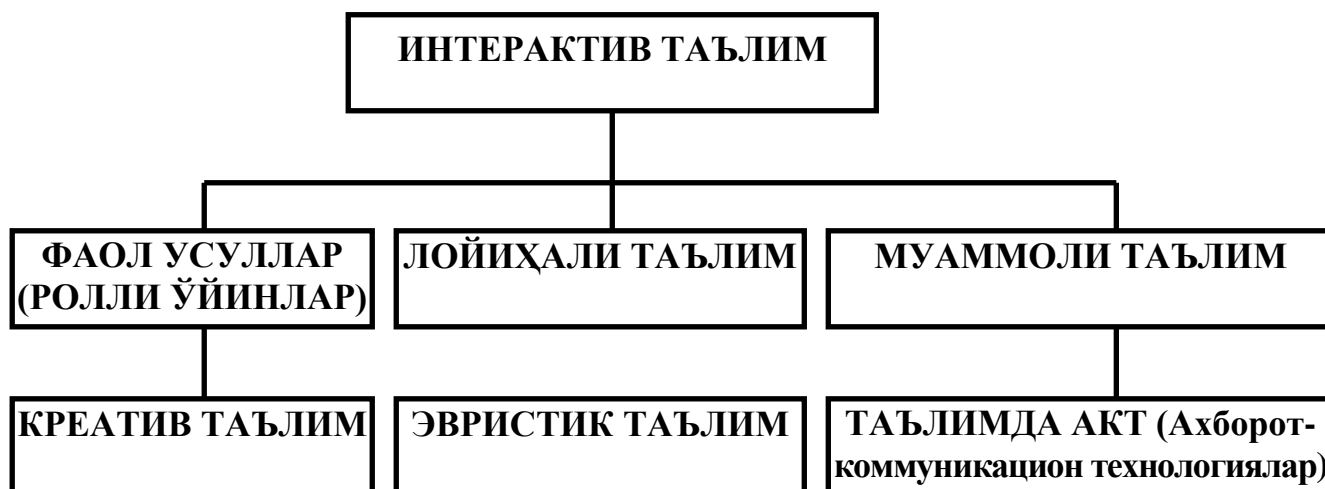 ИНТЕРАКТИВ ТАЪЛИМ
ФАОЛ УСУЛЛАР
(РОЛЛИ ЎЙИНЛАР)
ЛОЙИҲАЛИ ТАЪЛИМ
МУАММОЛИ ТАЪЛИМ
КРЕАТИВ ТАЪЛИМ
ЭВРИСТИК ТАЪЛИМ
ТАЪЛИМДА АКТ (Ахборот-
коммуникацион технологиялар)